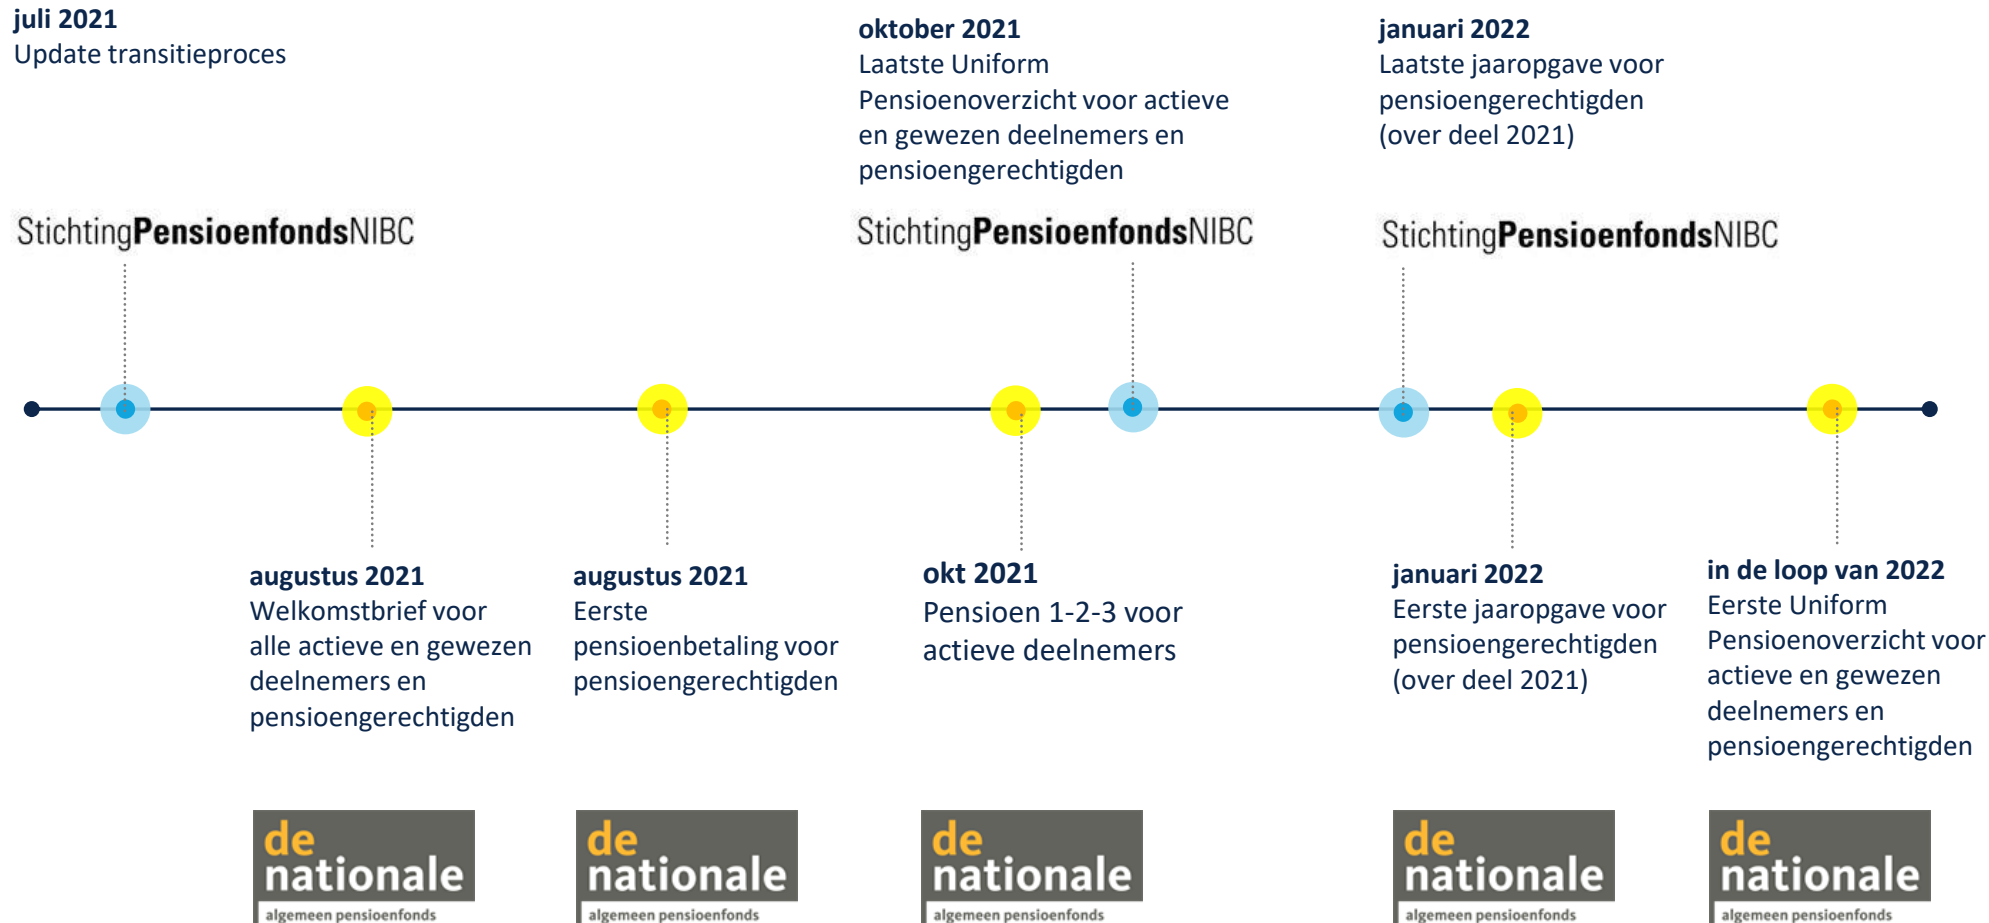 juli 2021
Update transitieproces
oktober 2021
Laatste Uniform
Pensioenoverzicht voor actieve
en gewezen deelnemers en
pensioengerechtigden
januari 2022
Laatste jaaropgave voor
pensioengerechtigden
(over deel 2021)
StichtingPensioenfondsNIBC
StichtingPensioenfondsNIBC
StichtingPensioenfondsNIBC
augustus 2021
Welkomstbrief voor
alle actieve en gewezen
deelnemers en
pensioengerechtigden
augustus 2021
Eerste
pensioenbetaling voor
pensioengerechtigden
okt 2021
Pensioen 1-2-3 voor
actieve deelnemers
januari 2022
Eerste jaaropgave voor
pensioengerechtigden
(over deel 2021)
in de loop van 2022
Eerste Uniform
Pensioenoverzicht voor
actieve en gewezen
deelnemers en
pensioengerechtigden
de
nationale
algemeen pensioenfonds
de
nationale
algemeen pensioenfonds
de
nationale
algemeen pensioenfonds
de
nationale
algemeen pensioenfonds
de
nationale
algemeen pensioenfonds